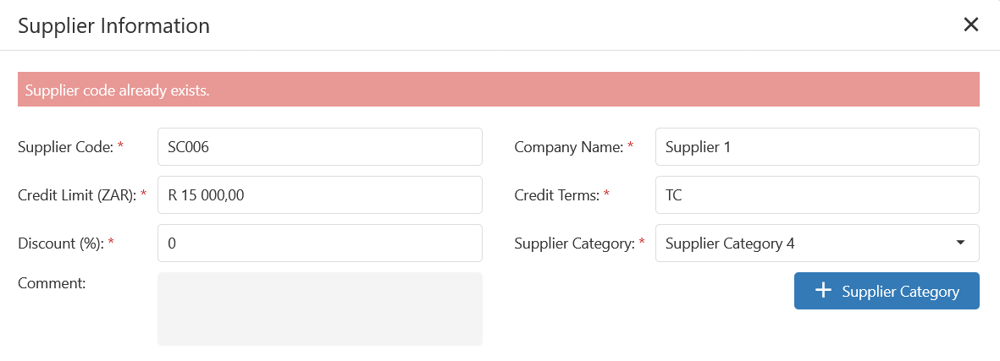 Supplier Information
Supplier code already exists.
Supplier Code: * SC006 Company Name: * Supplier 1
Credit Limit (ZAR): * R 15 000,00 Credit Terms: * TC
Discount (%): * 0 Supplier Category: * Supplier Category 4
Comment:
+ Supplier Category